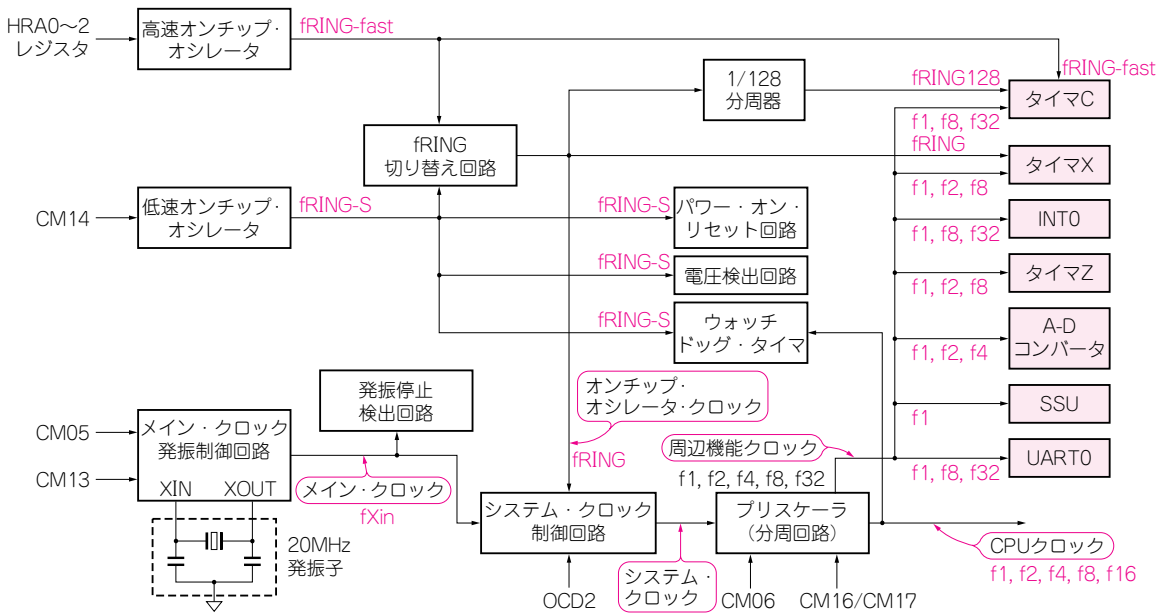 HRA0～2
レジスタ
高速オンチップ・
オシレータ
fRING-fast
fRING-fast
1/128
分周器
fRING128
タイマC
f1, f8, f32
fRING
切り替え回路
fRING
タイマX
f1, f2, f8
CM14
低速オンチップ・
オシレータ
fRING-S
fRING-S
パワー・オン・
リセット回路
INT0
f1, f8, f32
fRING-S
電圧検出回路
タイマZ
f1, f2, f8
fRING-S
ウォッチ
ドッグ・タイマ
A-D
コンバータ
f1, f2, f4
発振停止
検出回路
オンチップ・
オシレータ・クロック
SSU
f1
CM05
CM13
メイン・クロック
発振制御回路
XIN XOUT
fRING
周辺機能クロック
f1, f2, f4, f8, f32
UART0
f1, f8, f32
メイン・クロック
fXin
システム・クロック
制御回路
プリスケーラ
（分周回路）
20MHz
発振子
CPUクロック
f1, f2, f4, f8, f16
システム・
クロック
OCD2
CM06
CM16/CM17